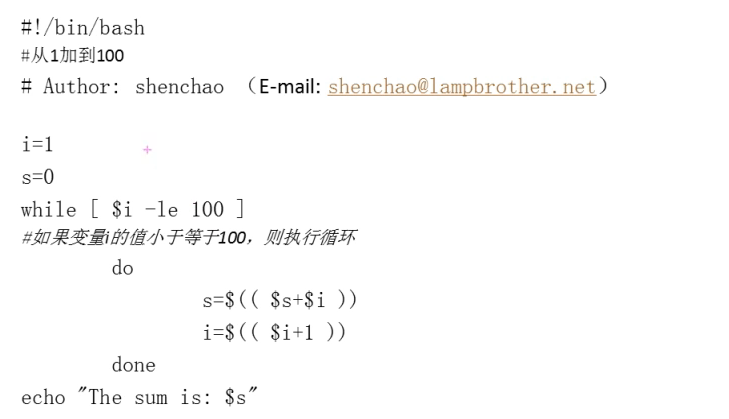 #!/bin/bash
#从1加到100
# Author: shenchao （E-mail: shenchao@lampbrother.net）
i=1
s=0
while [ $i -le 100 ]
#如果变量i的值小于等于100，则执行循环
do
s=$(( $s+$i ))
i=$(( $i+1 ))
done
echo "The sum is: $s"